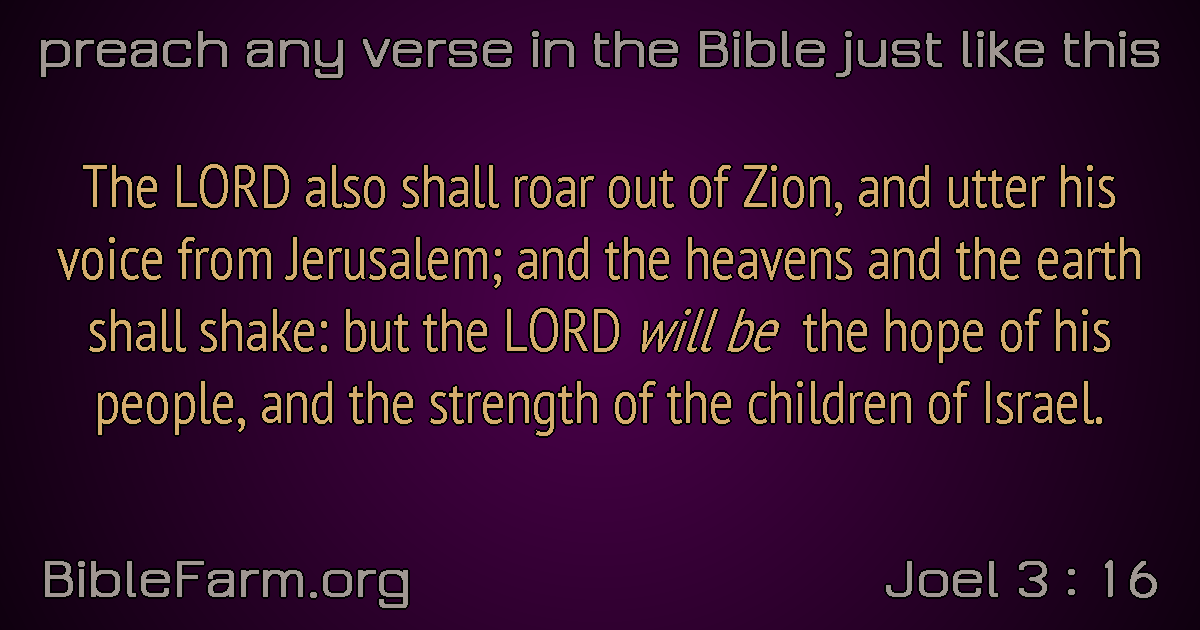 preach any verse in the Bible just like this
The LORD also shall roar out of Zion, and utter his
voice from Jerusalem; and the heavens and the earth
shall shake: but the LORD will be the hope of his
people, and the strength of the children of Israel.
BibleFarm.org
Joel 3 : 16